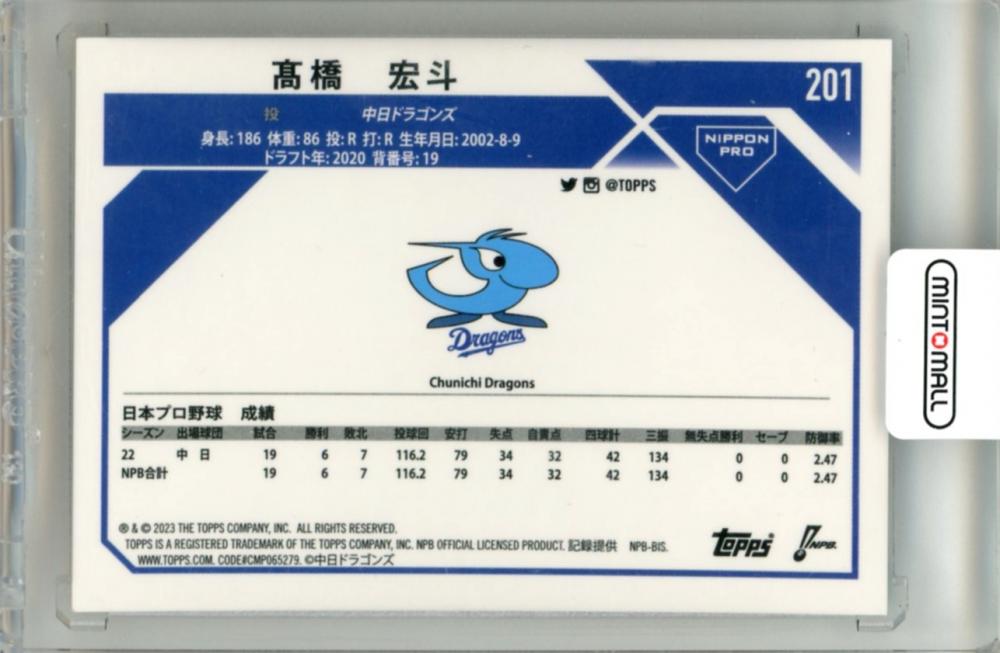 髙橋 宏斗
201
投 中日ドラゴンズ
身長: 186 体重: 86 投: R 打: R 生年月日: 2002-8-9
ドラフト年: 2020 背番号: 19
NIPPON
PRO
@TOPPS
Dragons
Chunichi Dragons
日本プロ野球 成績
シーズン 出場球団 試合 勝利 敗北 投球回 安打 失点 自責点 四球計 三振 無失点勝利 セーブ 防御率
22 中 日 19 6 7 116.2 79 34 32 42 134 0 0 2.47
NPB合計 19 6 7 116.2 79 34 32 42 134 0 0 2.47
® & © 2023 THE TOPPS COMPANY, INC. ALL RIGHTS RESERVED.
TOPPS IS A REGISTERED TRADEMARK OF THE TOPPS COMPANY, INC. NPB OFFICIAL LICENSED PRODUCT. 記録提供 NPB-BIS.
WWW.TOPPS.COM. CODE#CMP065279. ©中日ドラゴンズ
topps®
NPB.
MINTOMALL